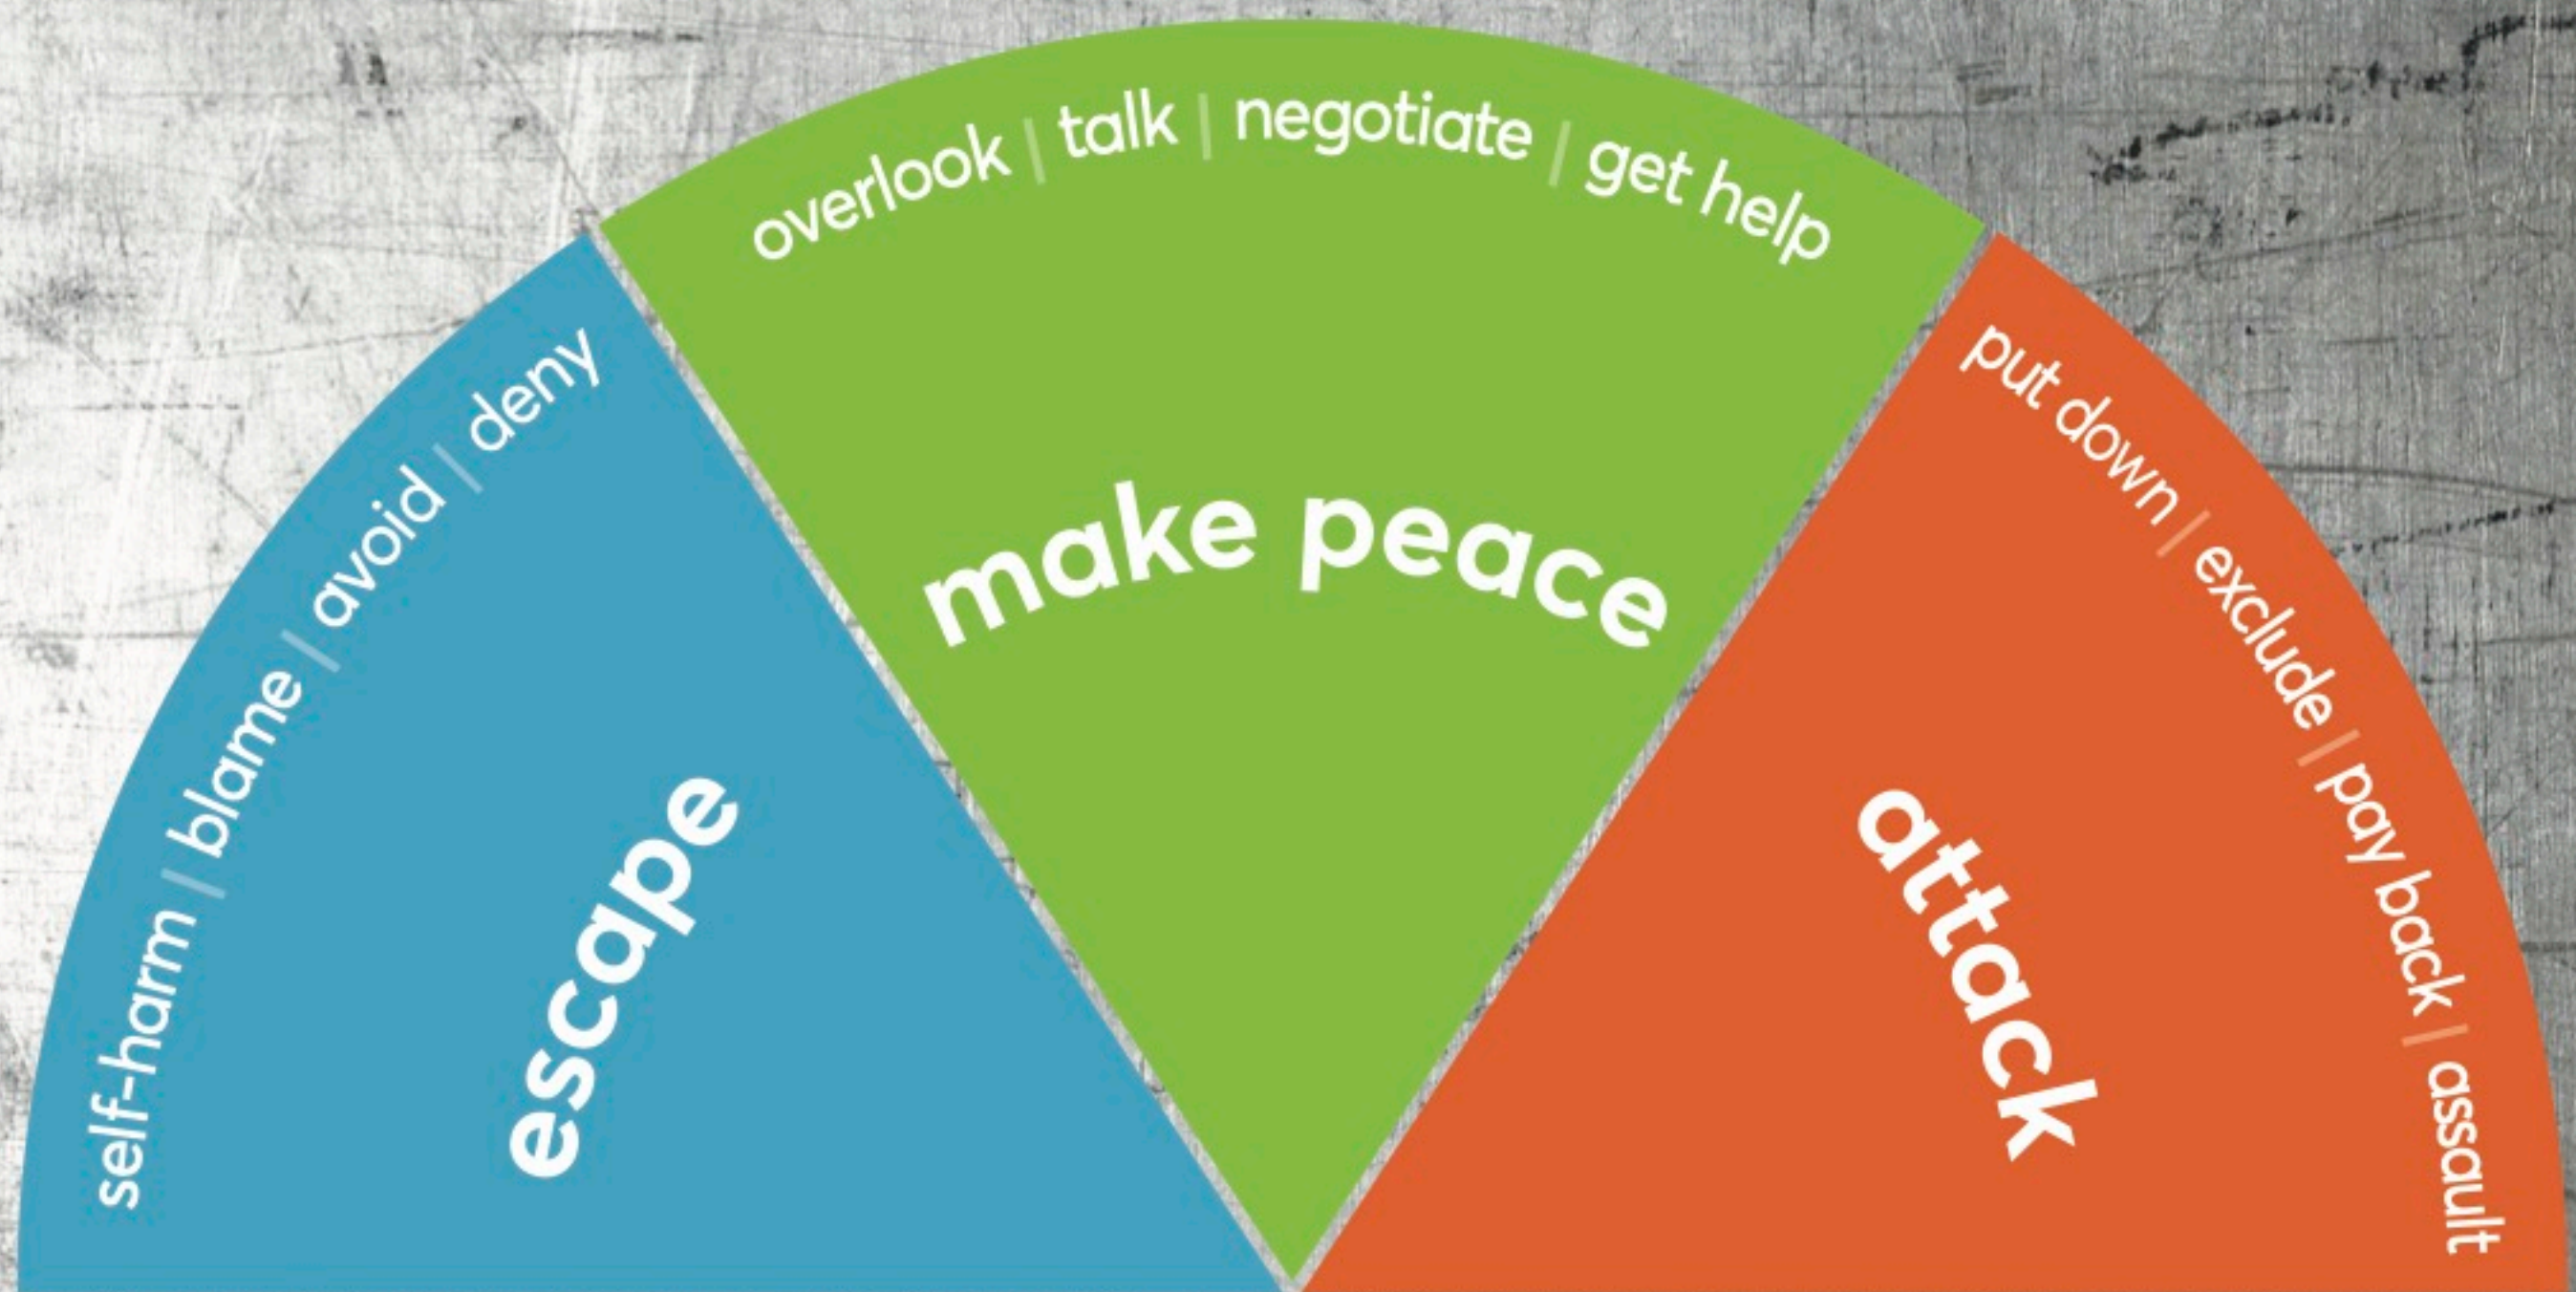 self-harm | blame | avoid | deny
escape
overlook | talk | negotiate | get help
make peace
put down | exclude | pay back | assault
attack